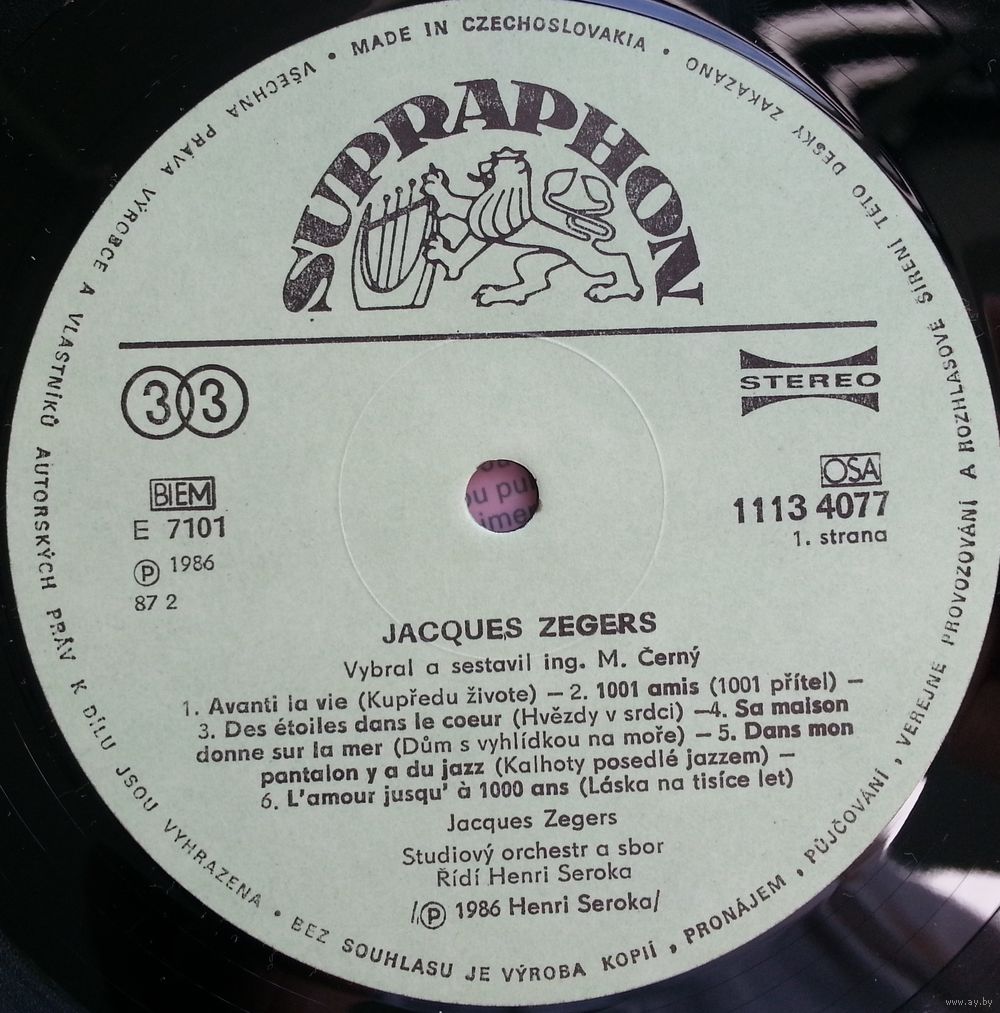 MADE IN CZECHOSLOVAKIA • VŠECHNA PRÁVA VÝROBCE A VLASTNÍKŮ AUTORSKÝCH PRÁV K DÍLU JSOU VYHRAZENA • BEZ SOUHLASU JE VÝROBA KOPIÍ, PRONÁJEM, PŮJČOVÁNÍ, VEREJNÉ PROVOZOVÁNÍ A ROZHLASOVÉ ŠÍRENÍ TÉTO DESKY ZAKÁZÁNO •
SUPRAPHON
33
STEREO
BIEM
OSA
E 7101
1113 4077
℗ 1986
1. strana
87 2
JACQUES ZEGERS
Vybral a sestavil ing. M. Černý
1. Avanti la vie (Kupředu živote) – 2. 1001 amis (1001 přítel) –
3. Des étoiles dans le coeur (Hvězdy v srdci) –4. Sa maison
donne sur la mer (Dům s vyhlídkou na moře) – 5. Dans mon
pantalon y a du jazz (Kalhoty posedlé jazzem) –
6. L'amour jusqu' à 1000 ans (Láska na tisíce let)
Jacques Zegers
Studiový orchestr a sbor
Řídí Henri Seroka
/℗ 1986 Henri Seroka/
www.ay.by